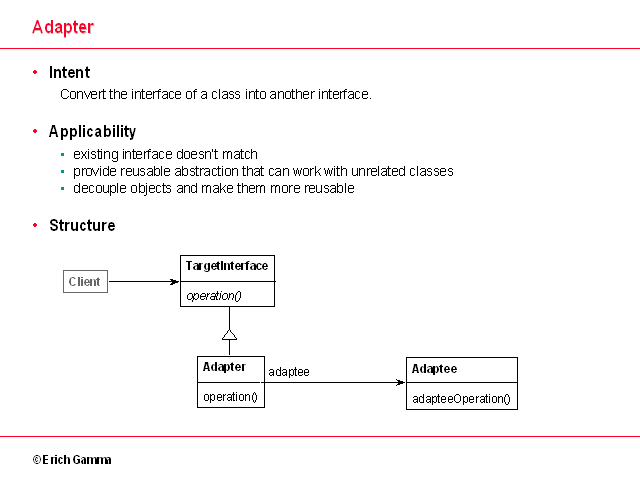 Adapter
• Intent
Convert the interface of a class into another interface.
• Applicability
• existing interface doesn't match
• provide reusable abstraction that can work with unrelated classes
• decouple objects and make them more reusable
• Structure
TargetInterface
Client
operation()
Adapter
adaptee
Adaptee
operation()
adapteeOperation()
© Erich Gamma